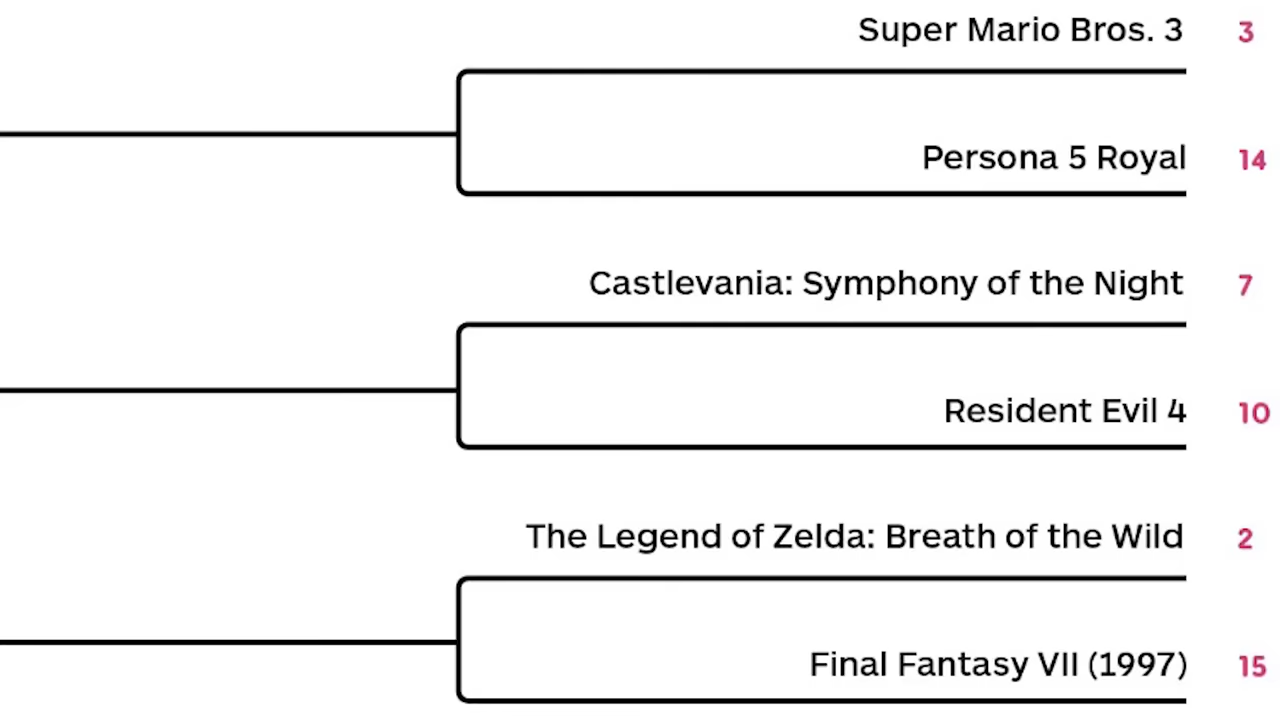 Super Mario Bros. 3 3
Persona 5 Royal 14
Castlevania: Symphony of the Night 7
Resident Evil 4 10
The Legend of Zelda: Breath of the Wild 2
Final Fantasy VII (1997) 15